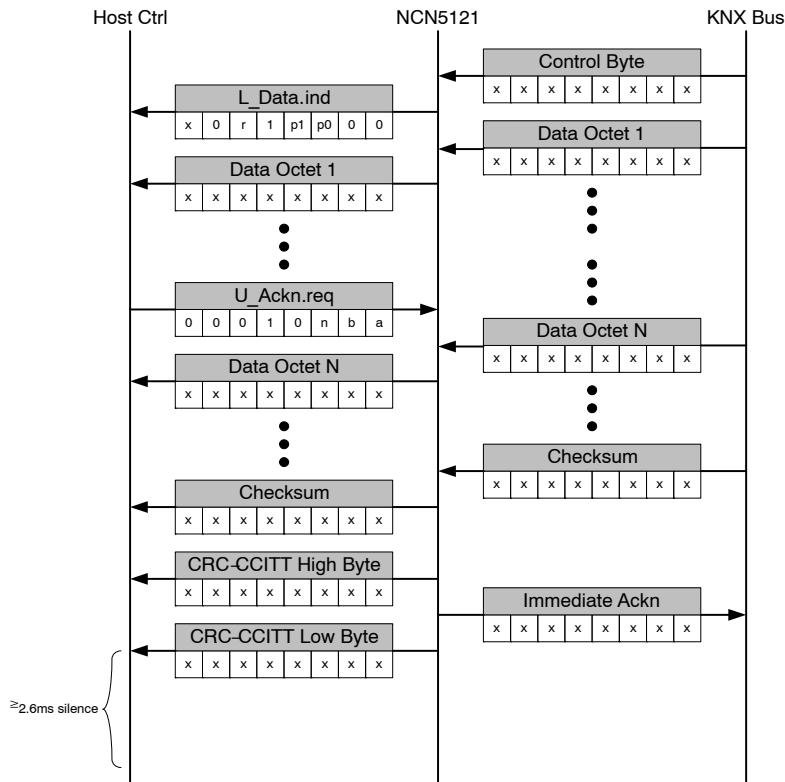 Host Ctrl NCN5121 KNX Bus
Control Byte
x x x x x x x x
L_Data.ind
x 0 r 1 p1 p0 0 0
Data Octet 1
x x x x x x x x
Data Octet 1
x x x x x x x x
U_Ackn.req
0 0 0 1 0 n b a
Data Octet N
x x x x x x x x
Data Octet N
x x x x x x x x
Checksum
x x x x x x x x
Checksum
x x x x x x x x
CRC-CCITT High Byte
x x x x x x x x
Immediate Ackn
x x x x x x x x
CRC-CCITT Low Byte
x x x x x x x x
≥2.6ms silence